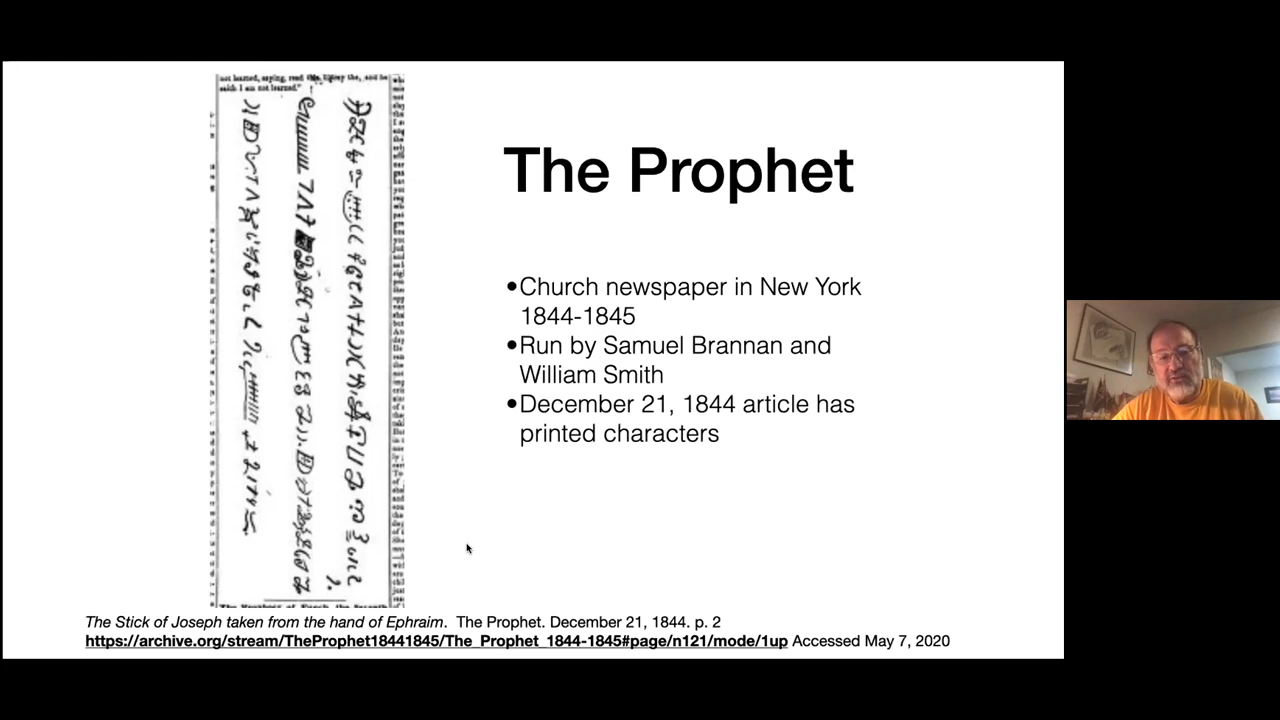 not learned, saying, read this, I pray thee, and he
said I am not learned."
The Prophet
•Church newspaper in New York
1844-1845
•Run by Samuel Brannan and
William Smith
•December 21, 1844 article has
printed characters
The Stick of Joseph taken from the hand of Ephraim. The Prophet. December 21, 1844. p. 2
https://archive.org/stream/TheProphet18441845/The_Prophet_1844-1845#page/n121/mode/1up Accessed May 7, 2020